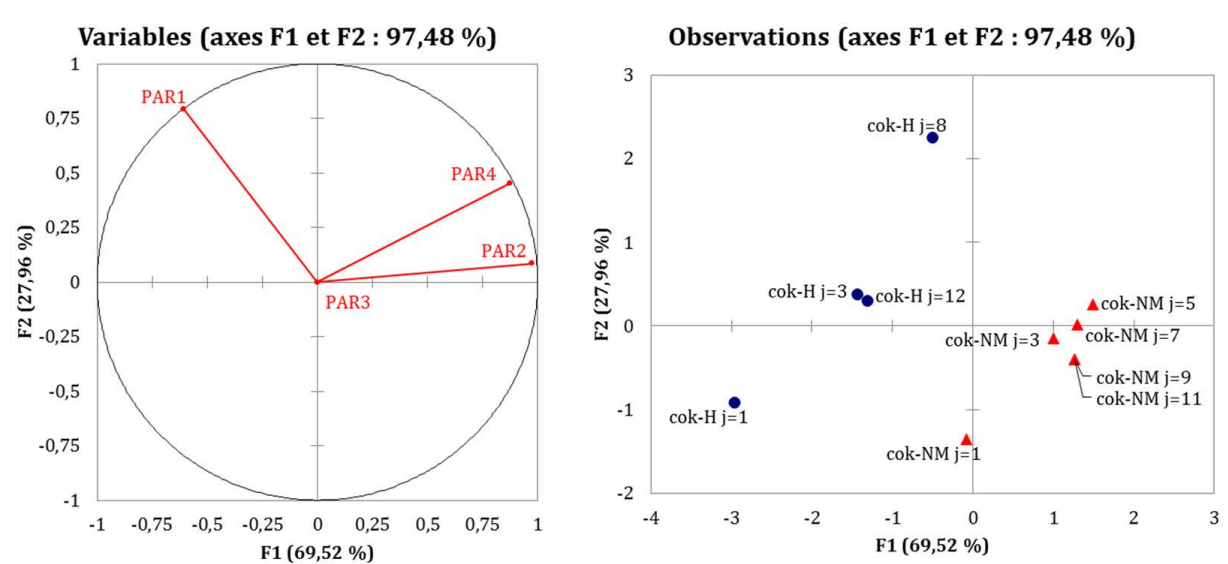 Variables (axes F1 et F2 : 97,48 %)
1
0,75
0,5
0,25
0
-0,25
-0,5
-0,75
-1
-1 -0,75 -0,5 -0,25 0 0,25 0,5 0,75 1
F2 (27,96 %)
F1 (69,52 %)
PAR1
PAR4
PAR2
PAR3
Observations (axes F1 et F2 : 97,48 %)
3
2
1
0
-1
-2
-4 -3 -2 -1 0 1 2 3
F2 (27,96 %)
F1 (69,52 %)
cok-H j=8
cok-H j=3
cok-H j=12
cok-NM j=5
cok-NM j=7
cok-NM j=3
cok-NM j=9
cok-NM j=11
cok-H j=1
cok-NM j=1